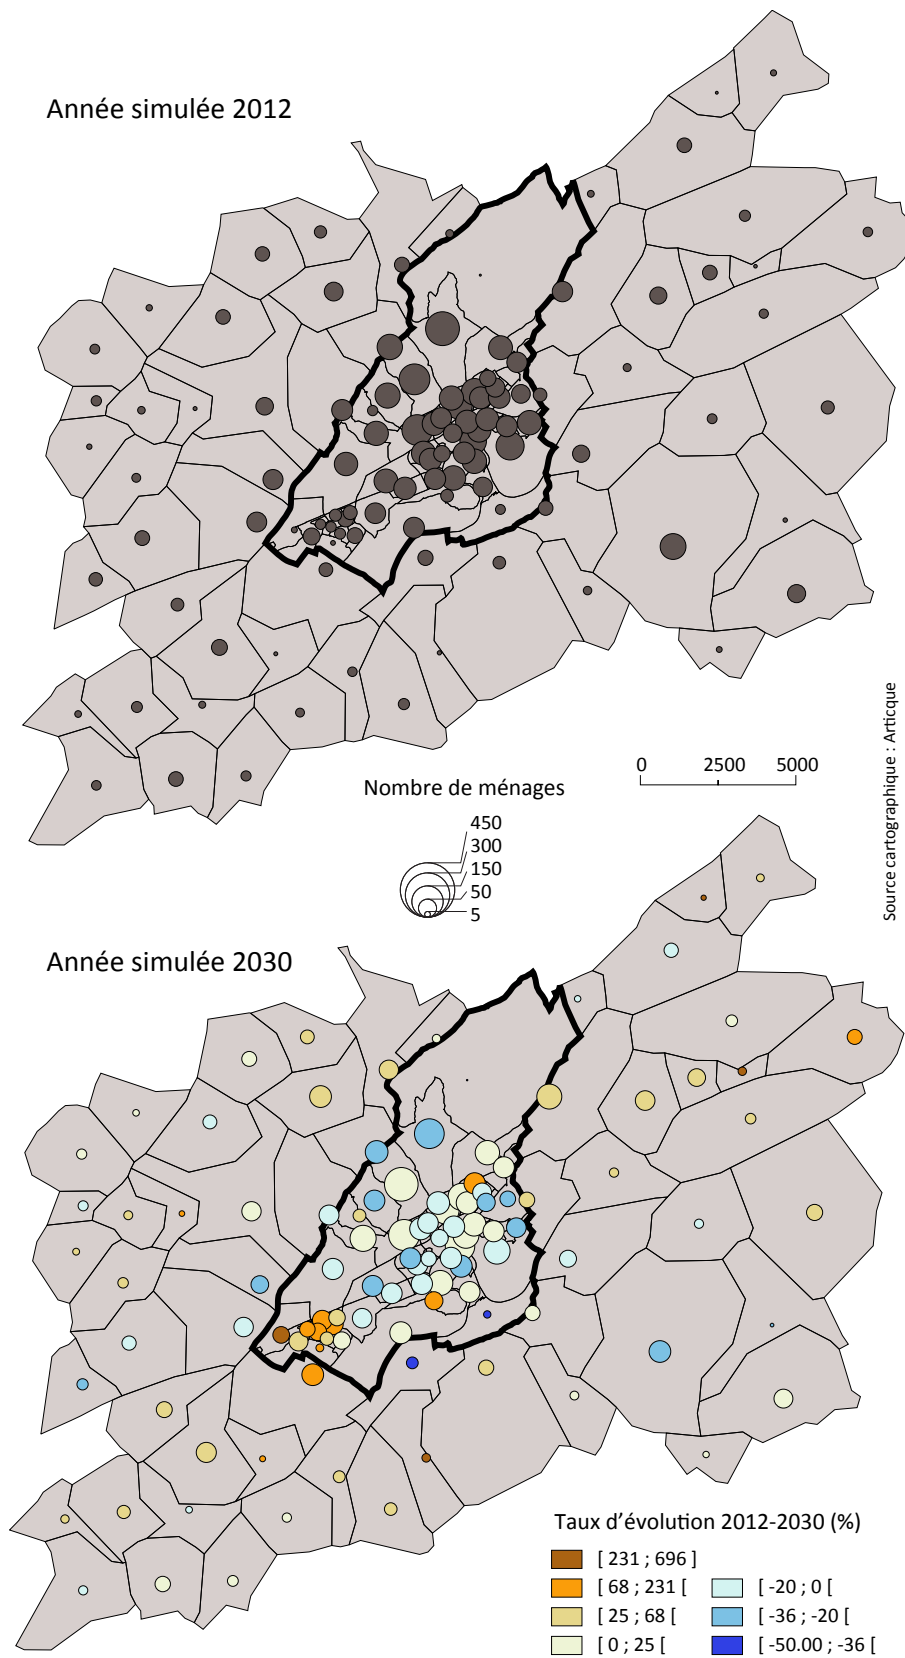 Année simulée 2012
Source cartographique : Articque
0 2500 5000
Nombre de ménages
450
300
150
50
5
Année simulée 2030
Taux d'évolution 2012-2030 (%)
[ 231 ; 696 ]
[ 68 ; 231 [ [ -20 ; 0 [
[ 25 ; 68 [ [ -36 ; -20 [
[ 0 ; 25 [ [ -50.00 ; -36 [